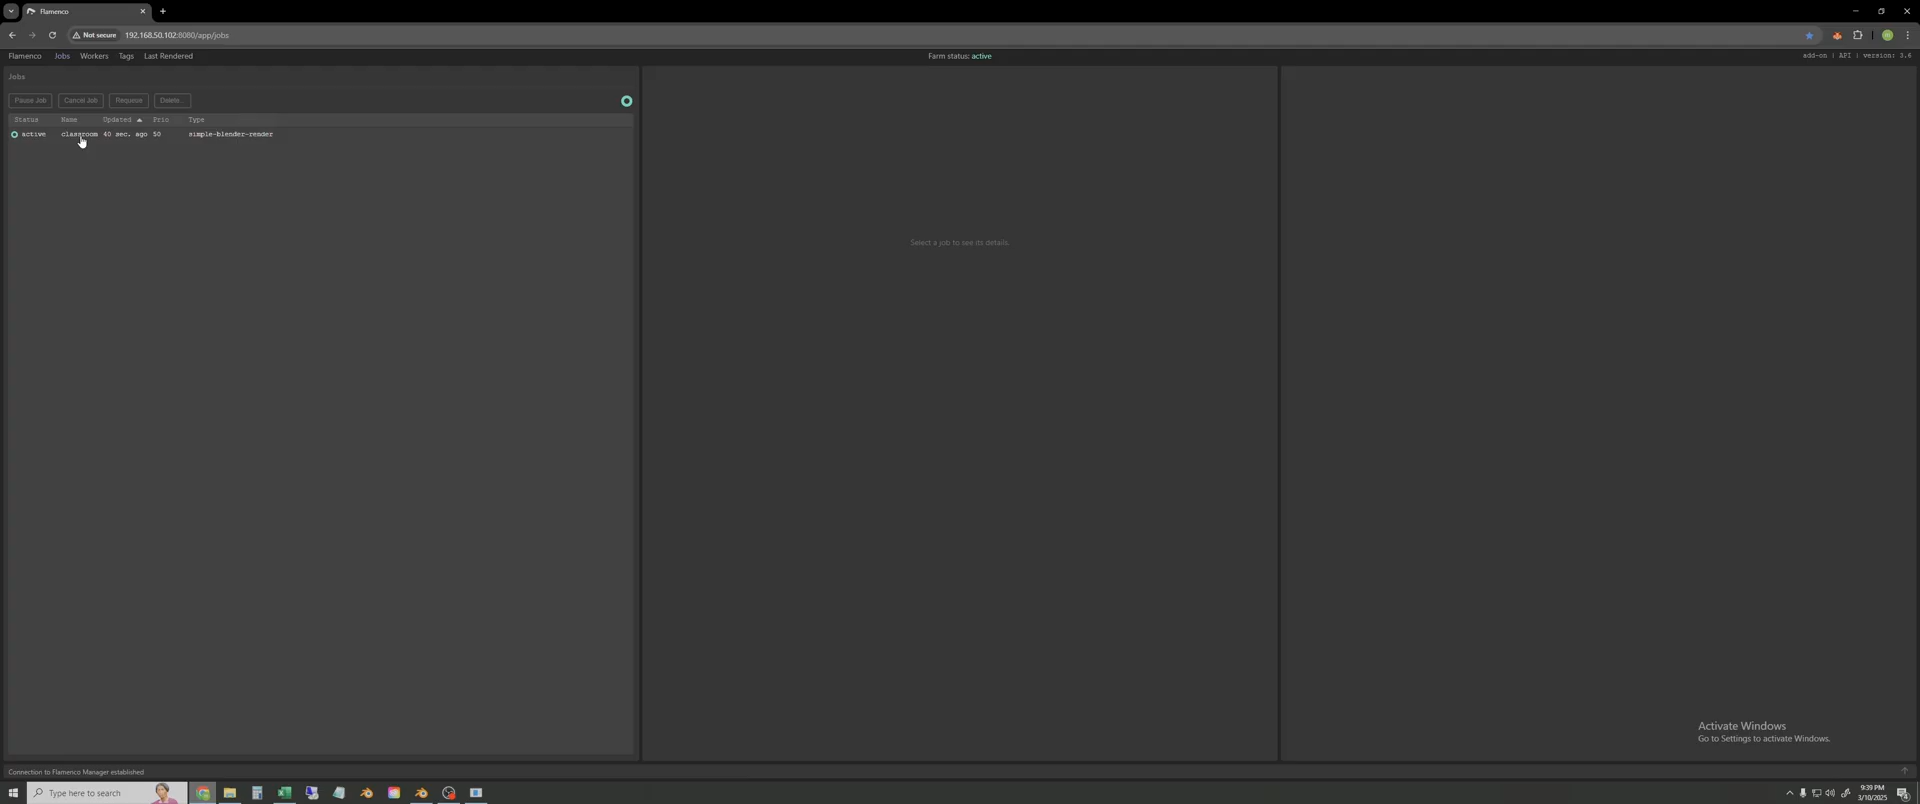 Flamenco
Not secure 192.168.50.102:8080/app/jobs
Flamenco Jobs Workers Tags Last Rendered
Farm status: active
add-on | API | version: 3.6
Jobs
Pause Job Cancel Job Requeue Delete...
Status Name Updated Prio Type
active classroom 40 sec. ago 50 simple-blender-render
Select a job to see its details.
Activate Windows
Go to Settings to activate Windows.
Connection to Flamenco Manager established
Type here to search
9:39 PM
3/10/2025